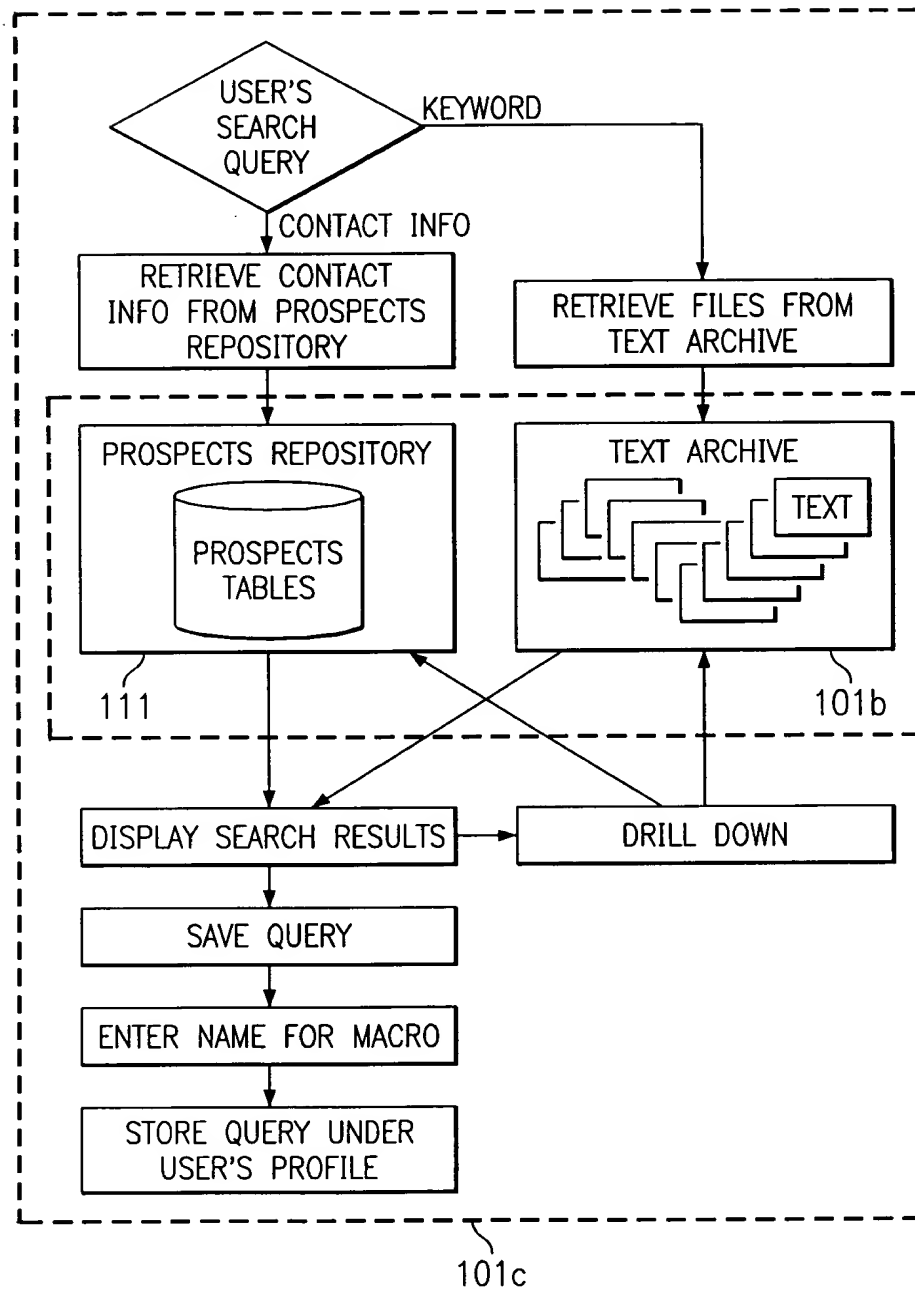 USER'S
SEARCH
QUERY
KEYWORD
CONTACT INFO
RETRIEVE CONTACT
INFO FROM PROSPECTS
REPOSITORY
RETRIEVE FILES FROM
TEXT ARCHIVE
PROSPECTS REPOSITORY
PROSPECTS
TABLES
TEXT ARCHIVE
TEXT
111
101b
DISPLAY SEARCH RESULTS
DRILL DOWN
SAVE QUERY
ENTER NAME FOR MACRO
STORE QUERY UNDER
USER'S PROFILE
101c